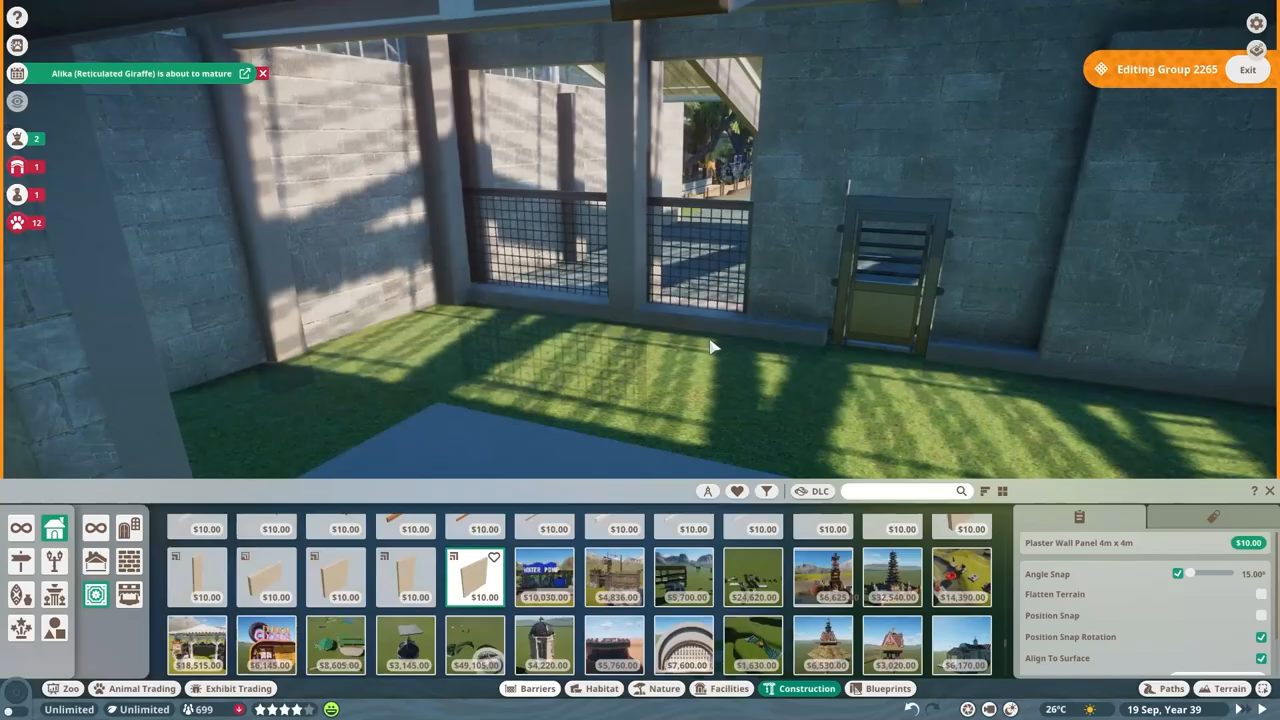 ?
Alika (Reticulated Giraffe) is about to mature
2
1
1
12
Editing Group 2265
Exit
DLC
? ×
$10.00 $10.00 $10.00 $10.00 $10.00 $10.00 $10.00 $10.00 $10.00 $10.00 $10.00 $10.00
$10.00 $10.00 $10.00 $10.00 $10.00 $10,030.00 $4,836.00 $5,700.00 $24,620.00 $6,625.00 $32,540.00 $14,390.00
$18,515.00 $6,145.00 $8,605.00 $3,145.00 $49,105.00 $4,220.00 $5,760.00 $7,600.00 $1,630.00 $6,530.00 $3,020.00 $6,170.00
Plaster Wall Panel 4m x 4m $10.00
Angle Snap 15.00°
Flatten Terrain
Position Snap
Position Snap Rotation
Align To Surface
Zoo Animal Trading Exhibit Trading Barriers Habitat Nature Facilities Construction Blueprints Paths Terrain
Unlimited Unlimited 699 26°C 19 Sep, Year 39